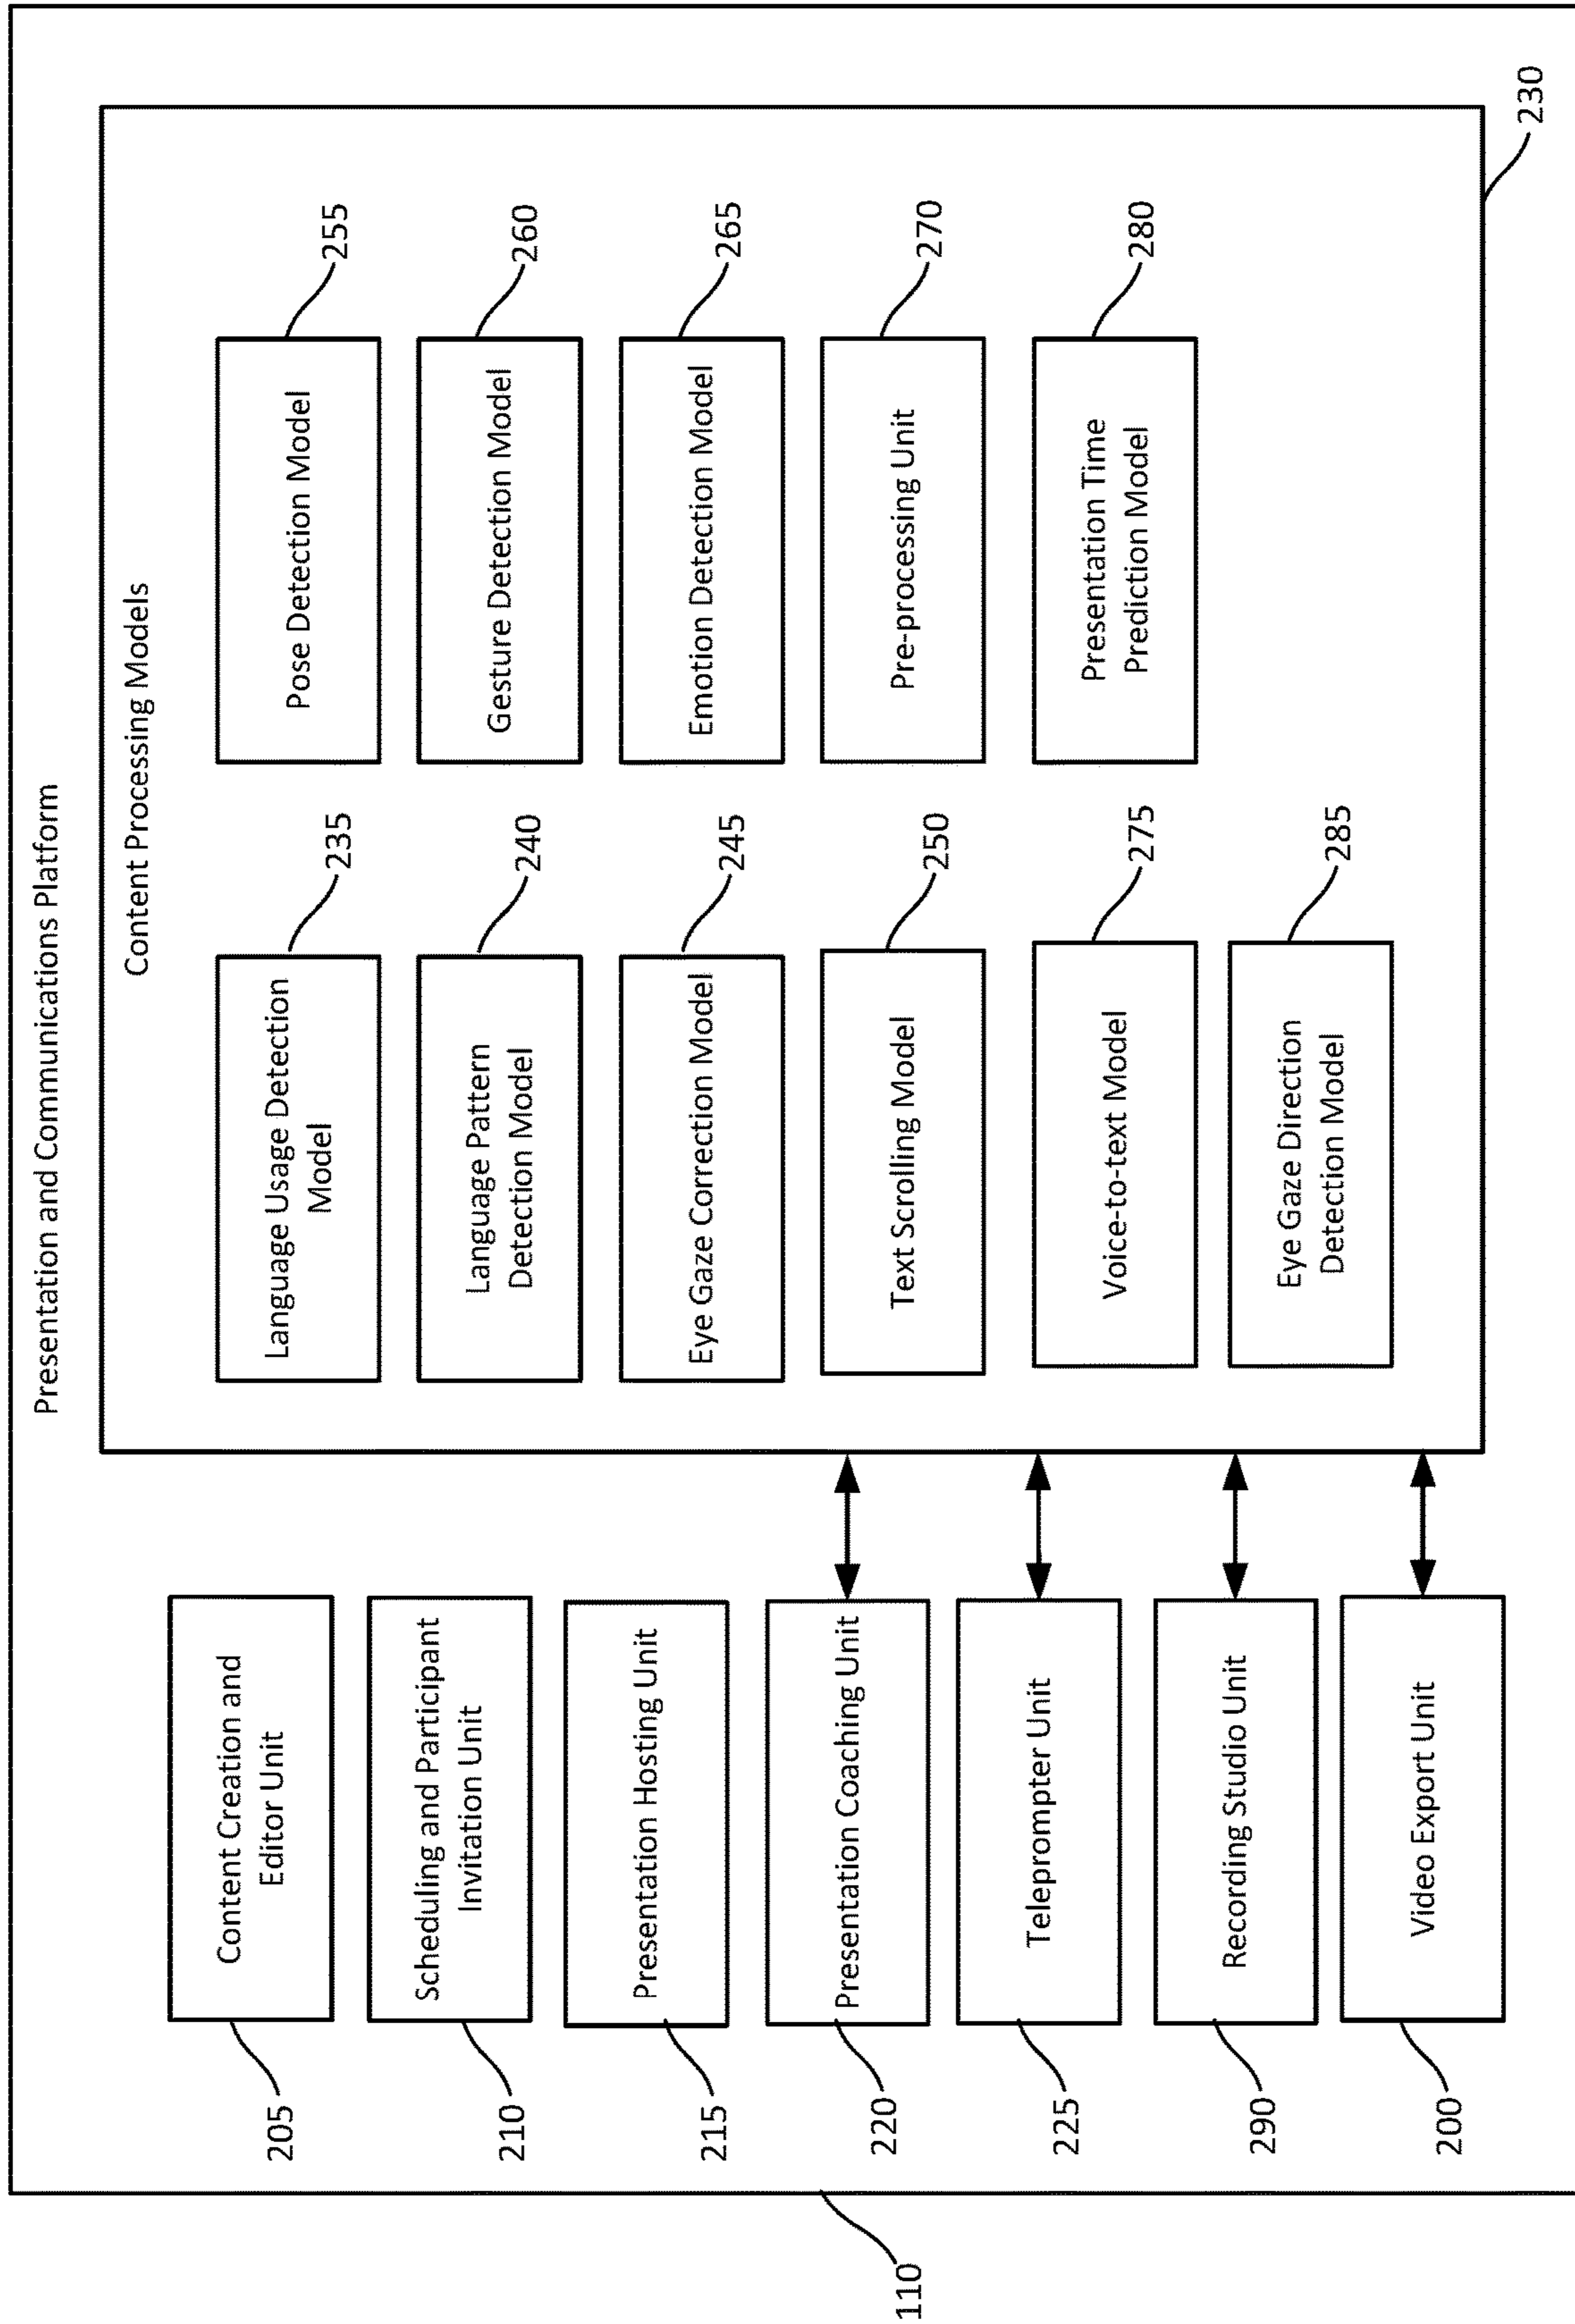 Presentation and Communications Platform
Content Processing Models
Content Creation and
Editor Unit
205
Scheduling and Participant
Invitation Unit
210
Presentation Hosting Unit
215
Presentation Coaching Unit
220
Teleprompter Unit
225
Recording Studio Unit
290
Video Export Unit
200
110
Language Usage Detection
Model
235
Language Pattern
Detection Model
240
Eye Gaze Correction Model
245
Text Scrolling Model
250
Voice-to-text Model
275
Eye Gaze Direction
Detection Model
285
Pose Detection Model
255
Gesture Detection Model
260
Emotion Detection Model
265
Pre-processing Unit
270
Presentation Time
Prediction Model
280
230